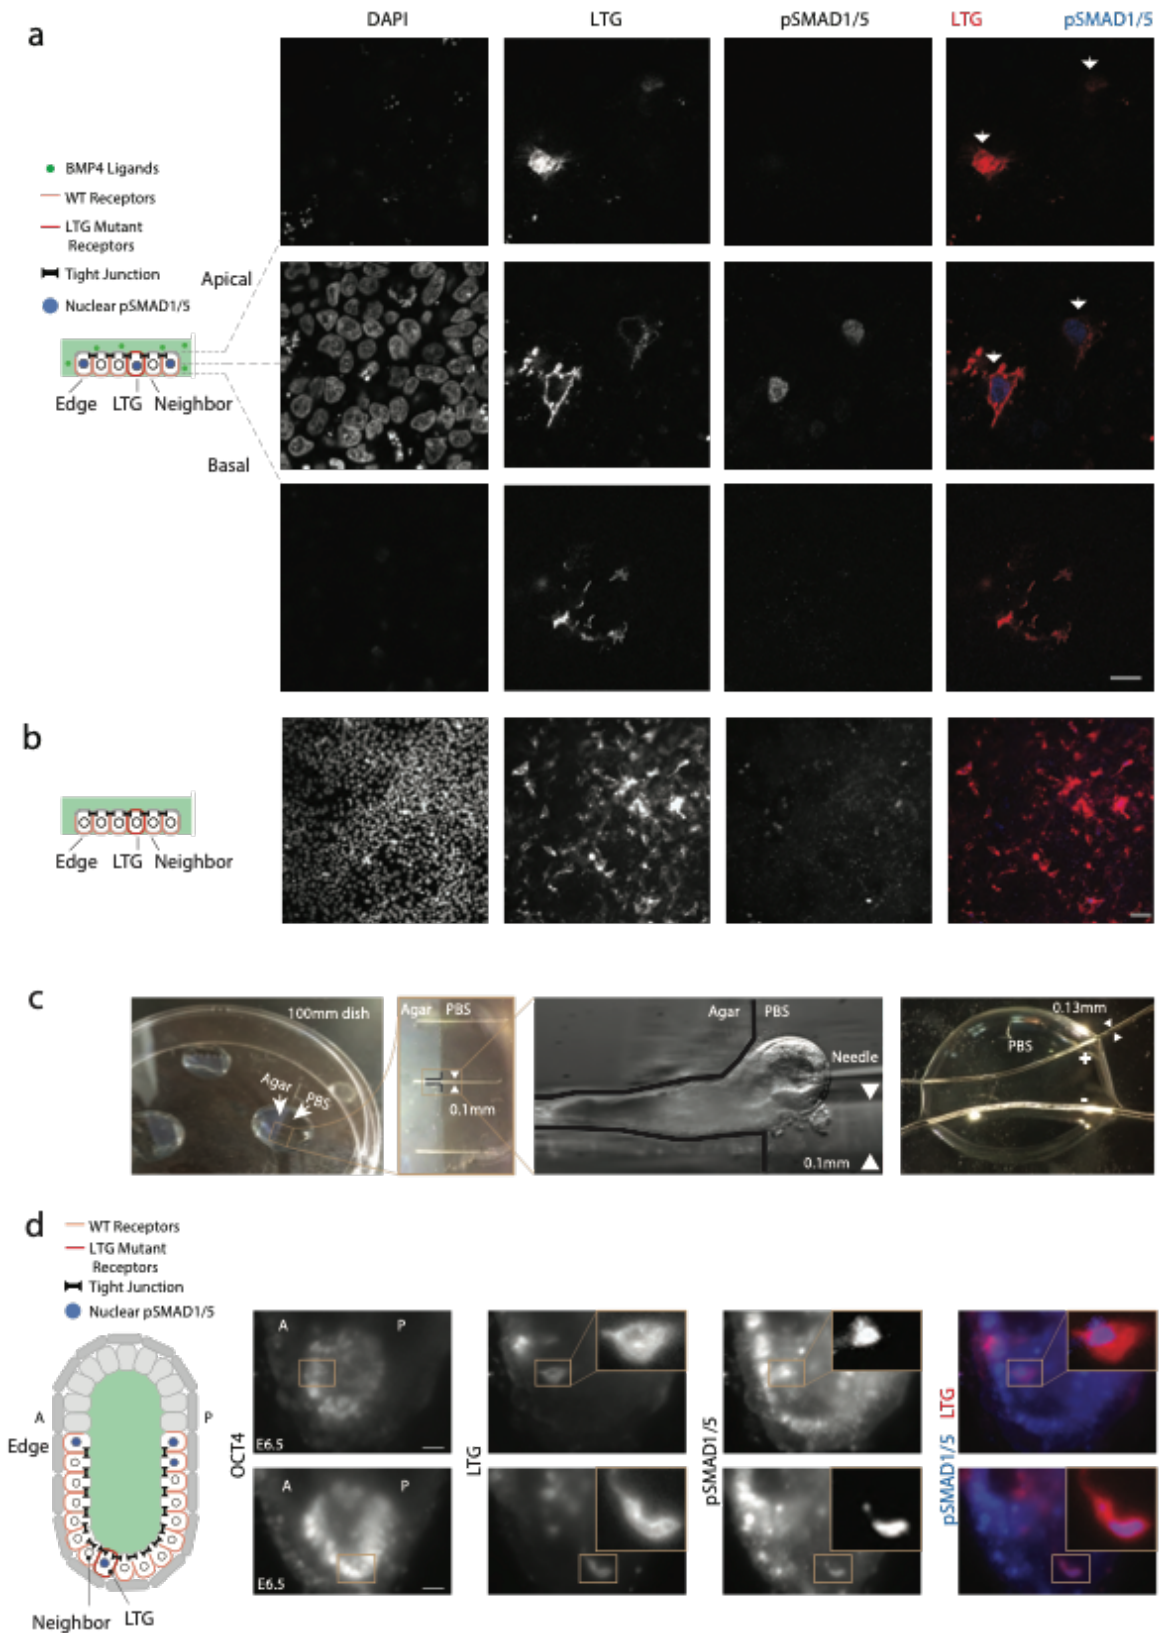 a
DAPI
LTG
pSMAD1/5
LTG
pSMAD1/5
BMP4 Ligands
WT Receptors
LTG Mutant
Receptors
Tight Junction
Nuclear pSMAD1/5
Apical
Edge
LTG
Neighbor
Basal
b
Edge
LTG
Neighbor
c
100mm dish
Agar
PBS
Agar
PBS
0.1mm
Agar
PBS
Needle
0.1mm
0.13mm
PBS
+
-
d
WT Receptors
LTG Mutant
Receptors
Tight Junction
Nuclear pSMAD1/5
A
P
Edge
Neighbor
LTG
OCT4
A
P
E6.5
A
P
E6.5
LTG
pSMAD1/5
pSMAD1/5 LTG